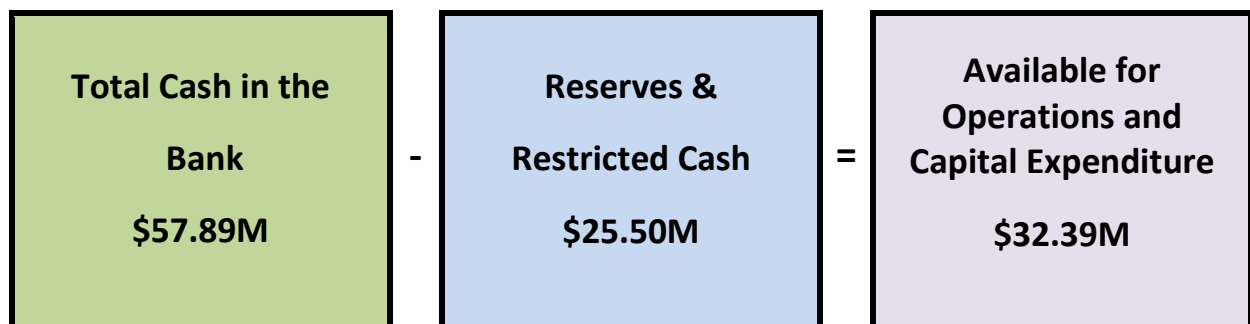 Total Cash in the
Bank
$57.89M
-
Reserves &
Restricted Cash
$25.50M
=
Available for
Operations and
Capital Expenditure
$32.39M